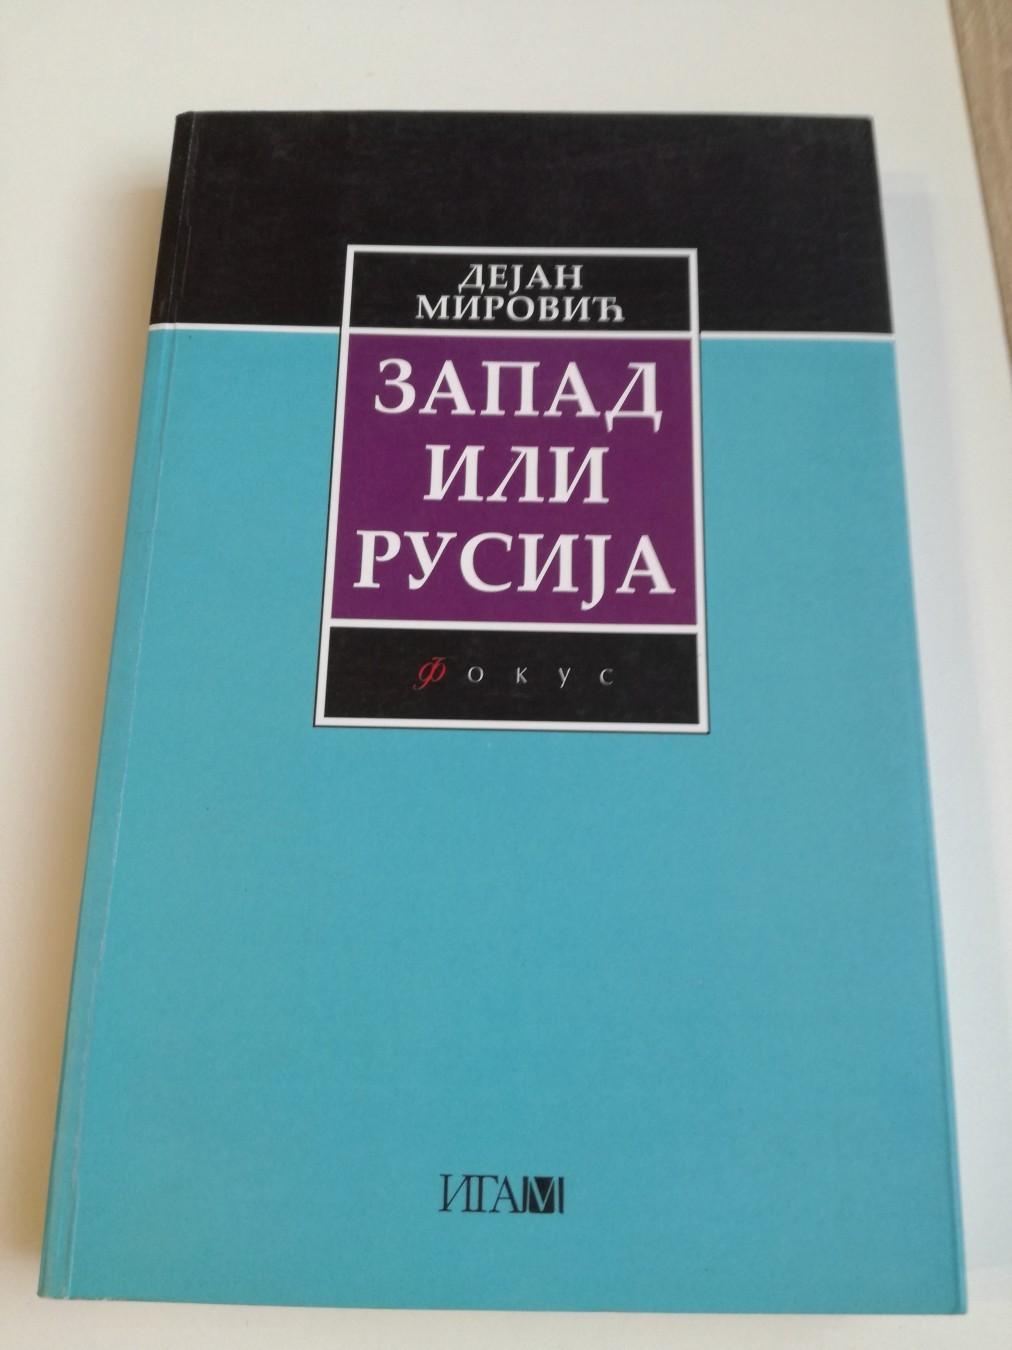 ДЕЈАН
МИРОВИЋ
ЗАПАД
ИЛИ
РУСИЈА
Фокус
ИГАМ